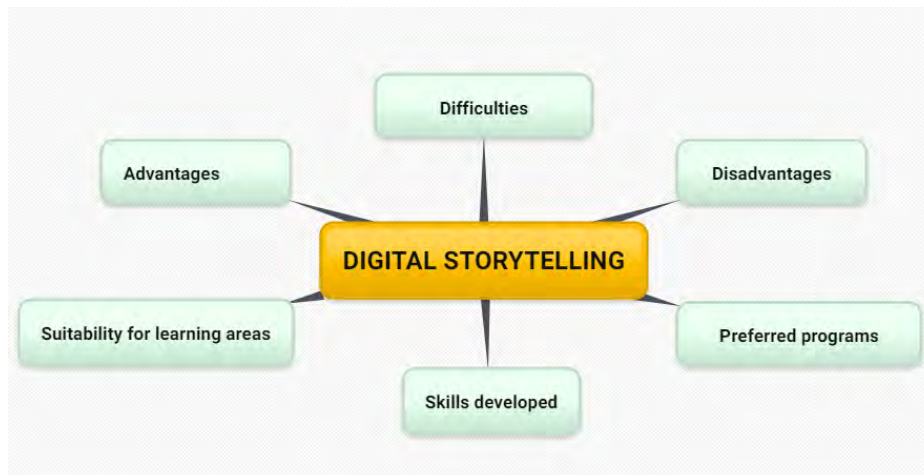 Difficulties
Advantages
Disadvantages
DIGITAL STORYTELLING
Suitability for learning areas
Preferred programs
Skills developed